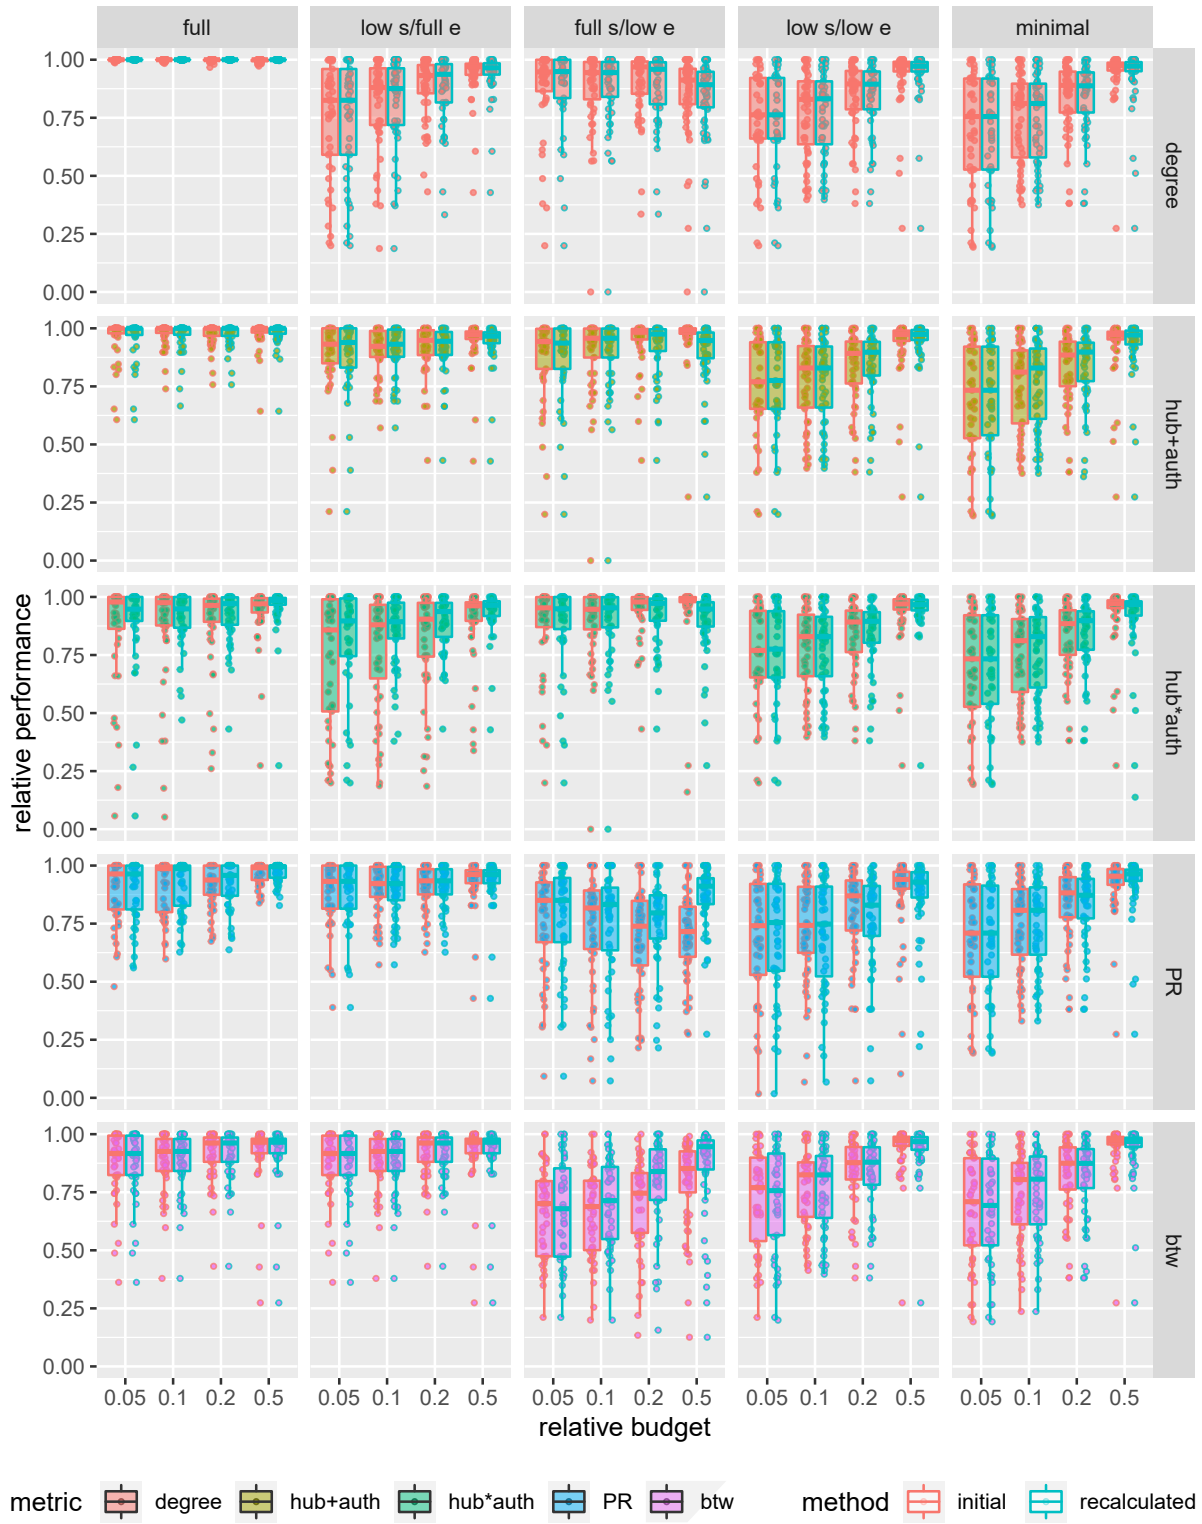 full low s/full e full s/low e low s/low e minimal
1.00
0.75
0.50
0.25
0.00
degree
1.00
0.75
0.50
0.25
0.00
hub+auth
relative performance
1.00
0.75
0.50
0.25
0.00
hub*auth
1.00
0.75
0.50
0.25
0.00
PR
1.00
0.75
0.50
0.25
0.00
btw
0.05 0.1 0.2 0.5 0.05 0.1 0.2 0.5 0.05 0.1 0.2 0.5 0.05 0.1 0.2 0.5 0.05 0.1 0.2 0.5
relative budget
metric degree hub+auth hub*auth PR btw method initial recalculated